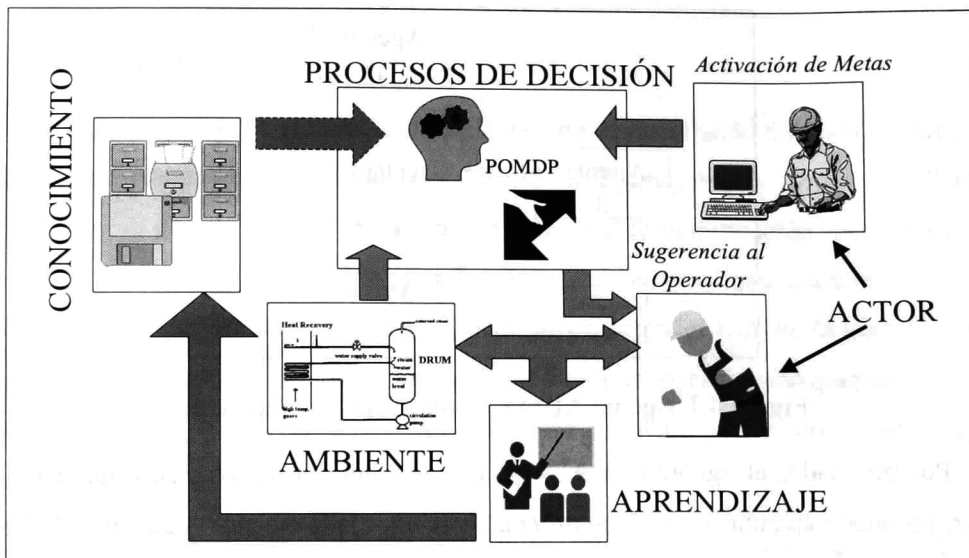 PROCESOS DE DECISIÓN
Activación de Metas
CONOCIMIENTO
POMDP
Sugerencia al
Operador
ACTOR
Heat Recovery
water supply valve
DRUM
steam
water
water
level
high temp.
gases
circulation
pump
AMBIENTE
APRENDIZAJE